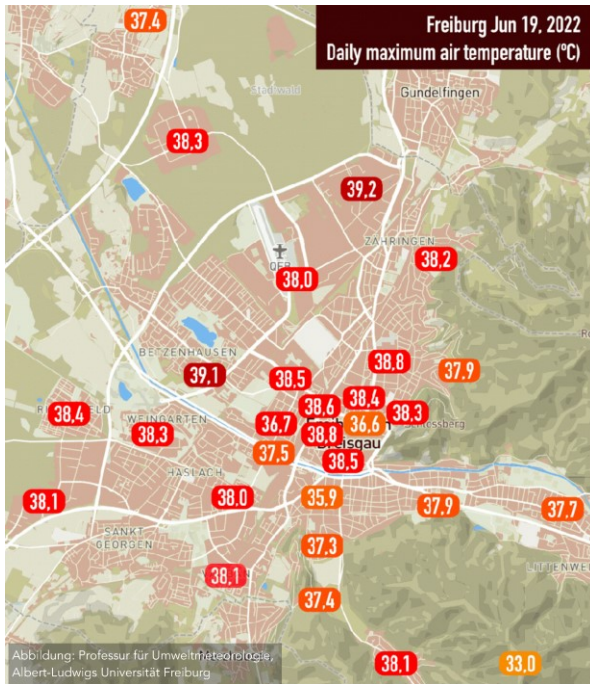 Freiburg Jun 19, 2022
Daily maximum air temperature (°C)
37,4
Stadtwald
Gundelfingen
38,3
39,2
ZÄHRINGEN
38,2
QFB
38,0
BETZENHAUSEN
39,1
38,5
38,8
37,9
38,4
38,6
38,3
38,4
WEINGARTEN
38,3
36,7
36,6
38,8
Breisgau
37,5
38,5
HASLACH
38,1
38,0
35,9
37,9
37,7
SANKT
GEORGEN
37,3
38,1
LITTENWE
37,4
38,1
33,0
Abbildung: Professur für Umweltmeteorologie,
Albert-Ludwigs Universität Freiburg